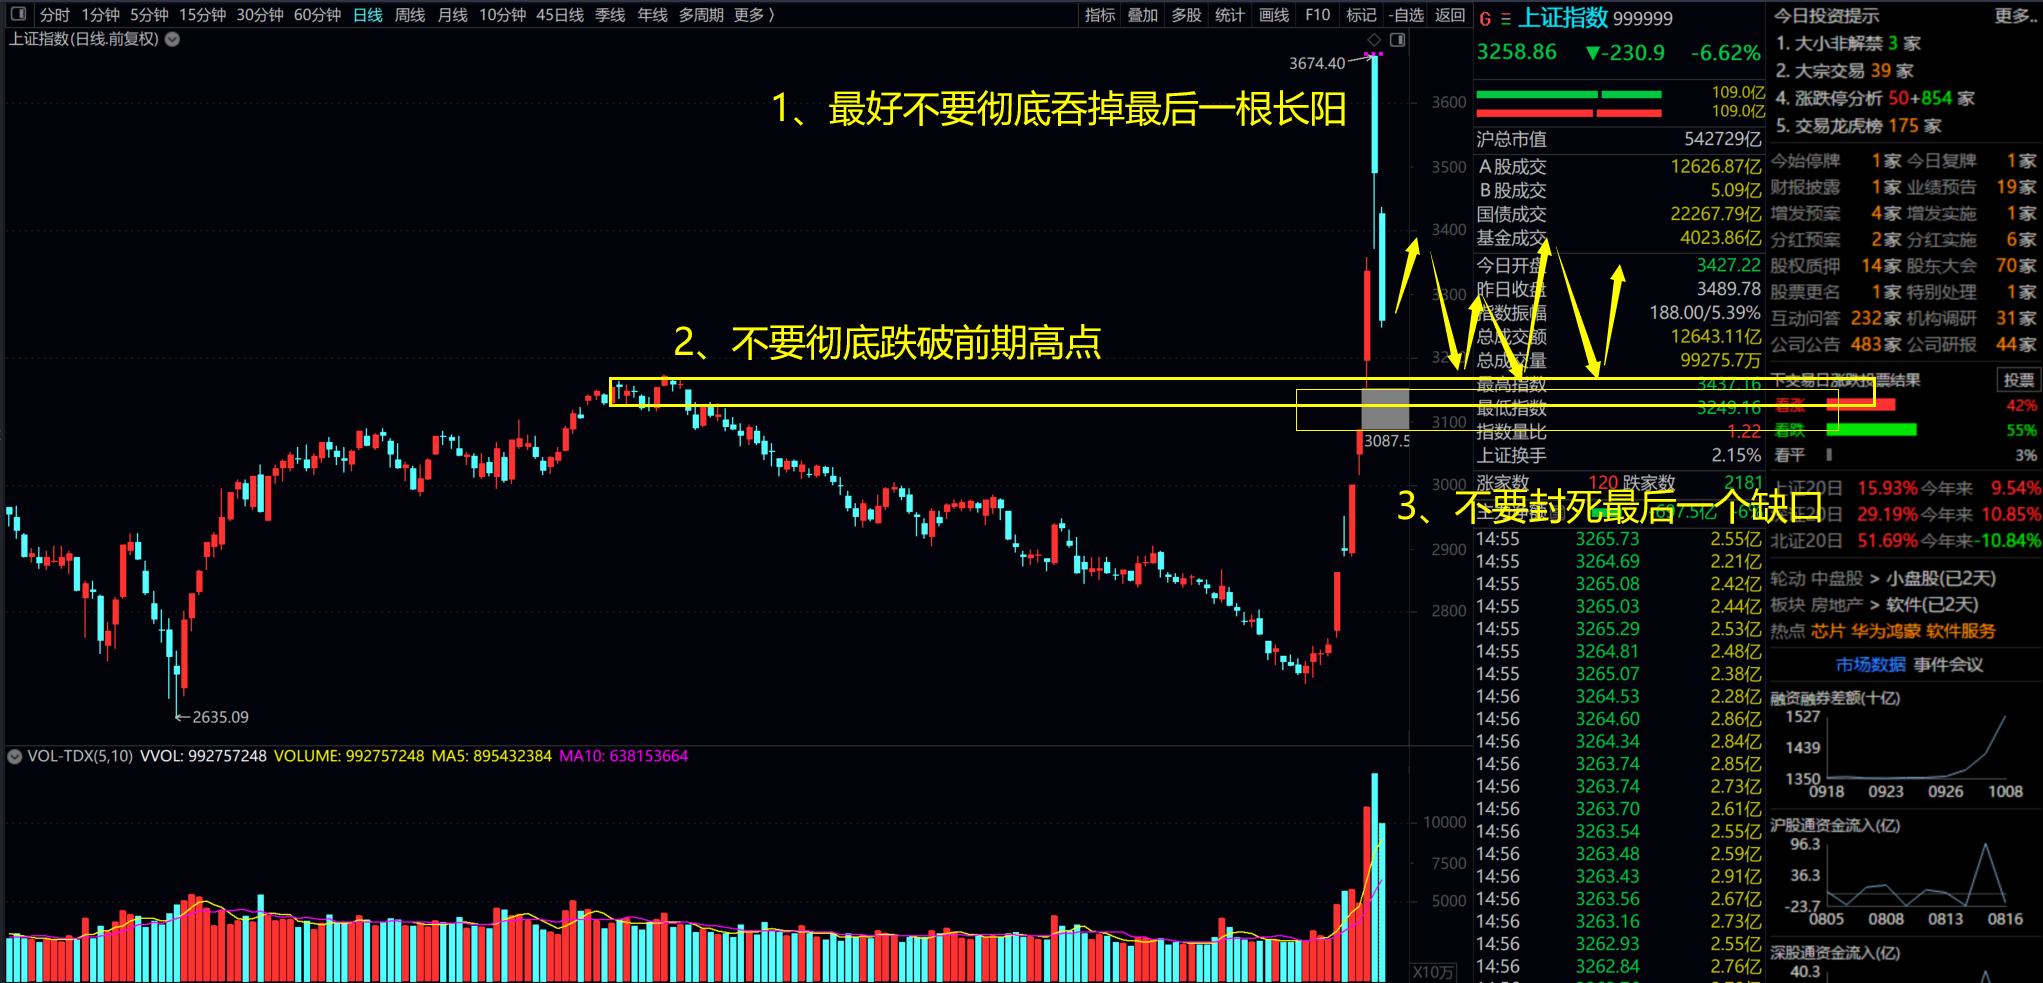 分时 1分钟 5分钟 15分钟 30分钟 60分钟 日线 周线 月线 10分钟 45日线 季线 年线 多周期 更多 〉
指标 叠加 多股 统计 画线 F10 标记 -自选 返回
上证指数(日线.前复权)
3674.40
1、最好不要彻底吞掉最后一根长阳
2、不要彻底跌破前期高点
3087.5
3、不要封死最后一个缺口
2635.09
3600
3500
3400
3300
3100
3000
2900
2800
VOL-TDX(5,10) VVOL: 992757248 VOLUME: 992757248 MA5: 895432384 MA10: 638153664
10000
7500
5000
X10万
G 三 上证指数 999999
3258.86 ▼-230.9 -6.62%
109.0亿
109.0亿
沪总市值 542729亿
A股成交 12626.87亿
B股成交 5.09亿
国债成交 22267.79亿
基金成交 4023.86亿
今日开盘 3427.22
昨日收盘 3489.78
指数振幅 188.00/5.39%
总成交额 12643.11亿
总成交量 99275.7万
最高指数 3437.16
最低指数 3249.16
指数量比 1.22
上证换手 2.15%
涨家数 120 跌家数 2181
14:55 3265.73 2.55亿
14:55 3264.69 2.21亿
14:55 3265.08 2.42亿
14:55 3265.03 2.44亿
14:55 3265.29 2.53亿
14:55 3264.81 2.48亿
14:55 3265.07 2.38亿
14:56 3264.53 2.28亿
14:56 3264.60 2.86亿
14:56 3264.34 2.84亿
14:56 3263.74 2.85亿
14:56 3263.74 2.73亿
14:56 3263.70 2.61亿
14:56 3263.54 2.55亿
14:56 3263.48 2.59亿
14:56 3263.43 2.91亿
14:56 3263.56 2.67亿
14:56 3263.16 2.73亿
14:56 3262.93 2.55亿
14:56 3262.84 2.76亿
今日投资提示 更多..
1. 大小非解禁 3 家
2. 大宗交易 39 家
4. 涨跌停分析 50+854 家
5. 交易龙虎榜 175 家
今始停牌 1家 今日复牌 1家
财报披露 1家 业绩预告 19家
增发预案 4家 增发实施 1家
分红预案 2家 分红实施 6家
股权质押 14家 股东大会 70家
股票更名 1家 特别处理 1家
互动问答 232家 机构调研 31家
公司公告 483家 公司研报 44家
下交易日涨跌投票结果 投票
看涨 42%
看跌 55%
看平 3%
上证20日 15.93% 今年来 9.54%
29.19% 今年来 10.85%
北证20日 51.69% 今年来 -10.84%
轮动 中盘股 > 小盘股(已2天)
板块 房地产 > 软件(已2天)
热点 芯片 华为鸿蒙 软件服务
市场数据 事件会议
融资融券差额(十亿)
1527
1439
1350
0918 0923 0926 1008
沪股通资金流入(亿)
96.3
36.3
-23.7
0805 0808 0813 0816
深股通资金流入(亿)
40.3